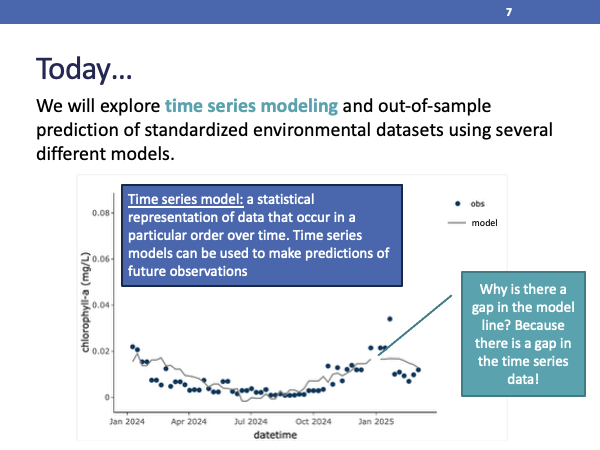 7
Today...
We will explore time series modeling and out-of-sample
prediction of standardized environmental datasets using several
different models.
Time series model: a statistical
representation of data that occur in a
particular order over time. Time series
models can be used to make predictions of
future observations
obs
model
Why is there a
gap in the model
line? Because
there is a gap in
the time series
data!
chlorophyll-a (mg/L)
0.08
0.06
0.04
0.02
0
Jan 2024
Apr 2024
Jul 2024
Oct 2024
Jan 2025
datetime